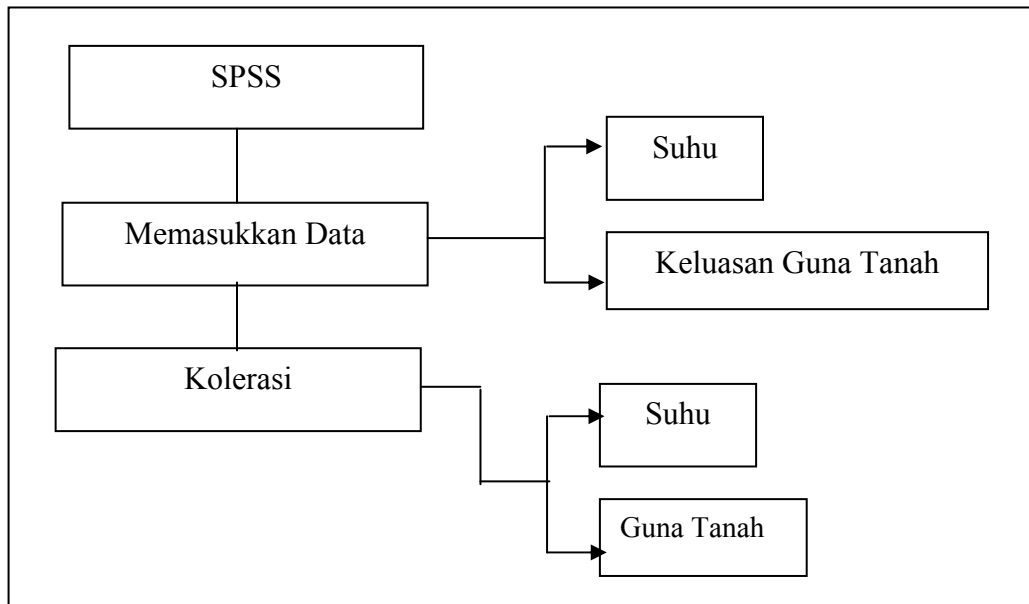 SPSS
Suhu
Memasukkan Data
Keluasan Guna Tanah
Kolerasi
Suhu
Guna Tanah